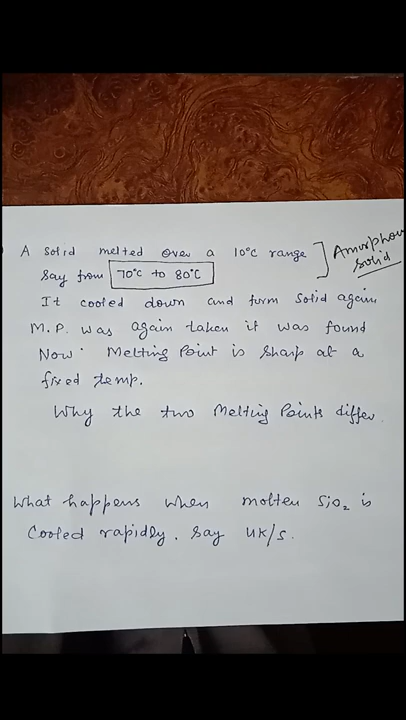 A solid melted over a 10°C range ] Amorphous solid
say from 70°C to 80°C
It cooled down and form solid again
M.P. was again taken it was found
Now Melting Point is sharp at a
fixed temp.
Why the two Melting Points differ
What happens when molten SiO₂ is
Cooled rapidly. Say 4K/s.